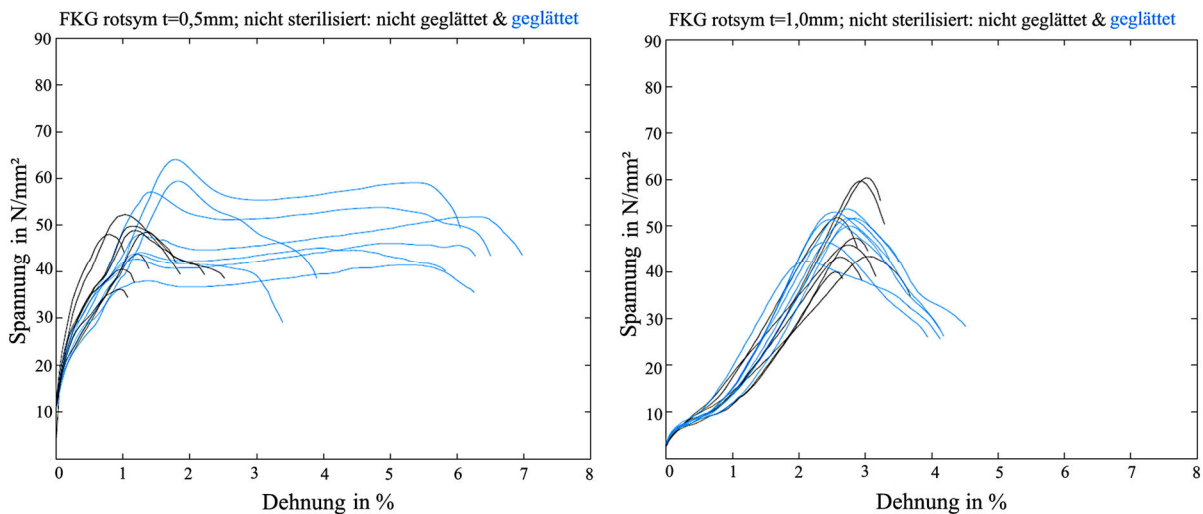 FKG rotsym t=0,5mm; nicht sterilisiert: nicht geglättet & geglättet
90
80
70
60
50
40
30
20
10
Spannung in N/mm²
0 1 2 3 4 5 6 7 8
Dehnung in %
FKG rotsym t=1,0mm; nicht sterilisiert: nicht geglättet & geglättet
90
80
70
60
50
40
30
20
10
Spannung in N/mm²
0 1 2 3 4 5 6 7 8
Dehnung in %